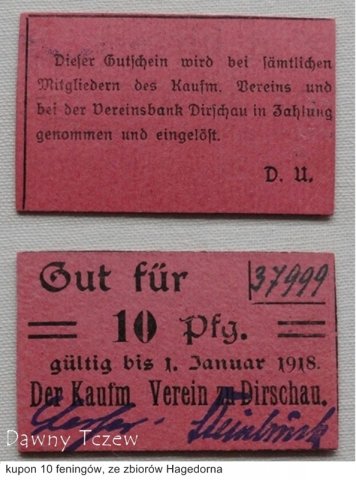 Dieser Gutschein wird bei sämtlichen
Mitgliedern des Kaufm. Vereins und
bei der Vereinsbank Dirschau in Zahlung
genommen und eingelöst.
D. U.
Gut für
37999
10 Pfg.
gültig bis 1. Januar 1918.
Der Kaufm. Verein zu Dirschau.
Steinbrück
Dawny Tczew
kupon 10 feningów, ze zbiorów Hagedorna